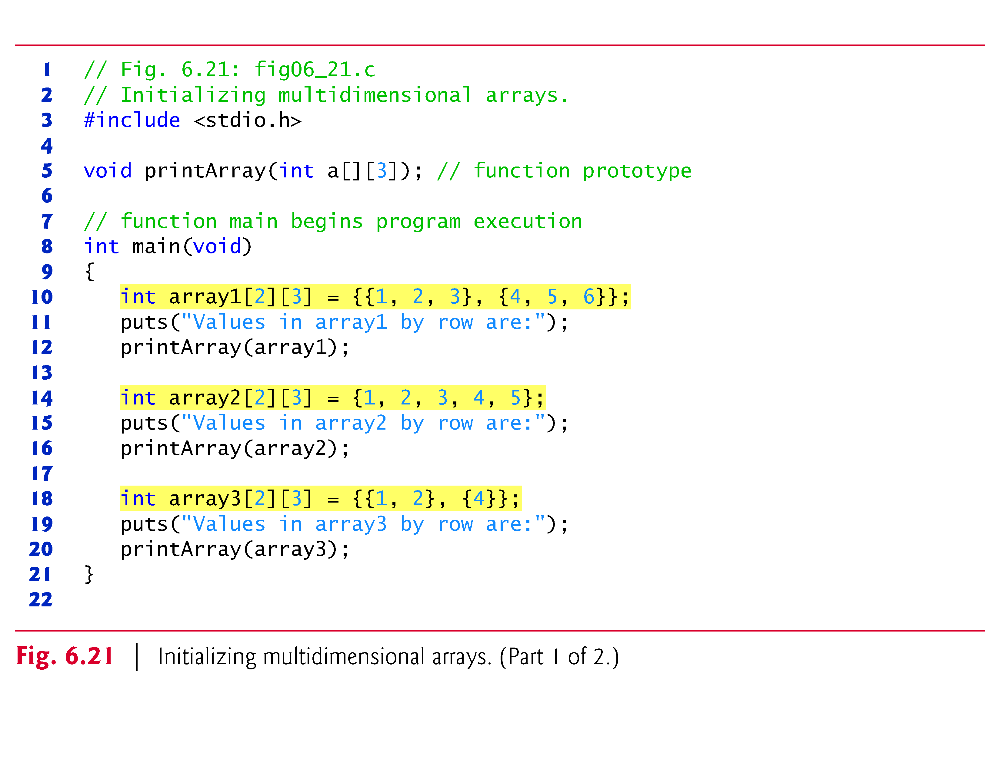 1 // Fig. 6.21: fig06_21.c
2 // Initializing multidimensional arrays.
3 #include <stdio.h>
4
5 void printArray(int a[][3]); // function prototype
6
7 // function main begins program execution
8 int main(void)
9 {
10 int array1[2][3] = {{1, 2, 3}, {4, 5, 6}};
11 puts("Values in array1 by row are:");
12 printArray(array1);
13
14 int array2[2][3] = {1, 2, 3, 4, 5};
15 puts("Values in array2 by row are:");
16 printArray(array2);
17
18 int array3[2][3] = {{1, 2}, {4}};
19 puts("Values in array3 by row are:");
20 printArray(array3);
21 }
22
Fig. 6.21 | Initializing multidimensional arrays. (Part 1 of 2.)